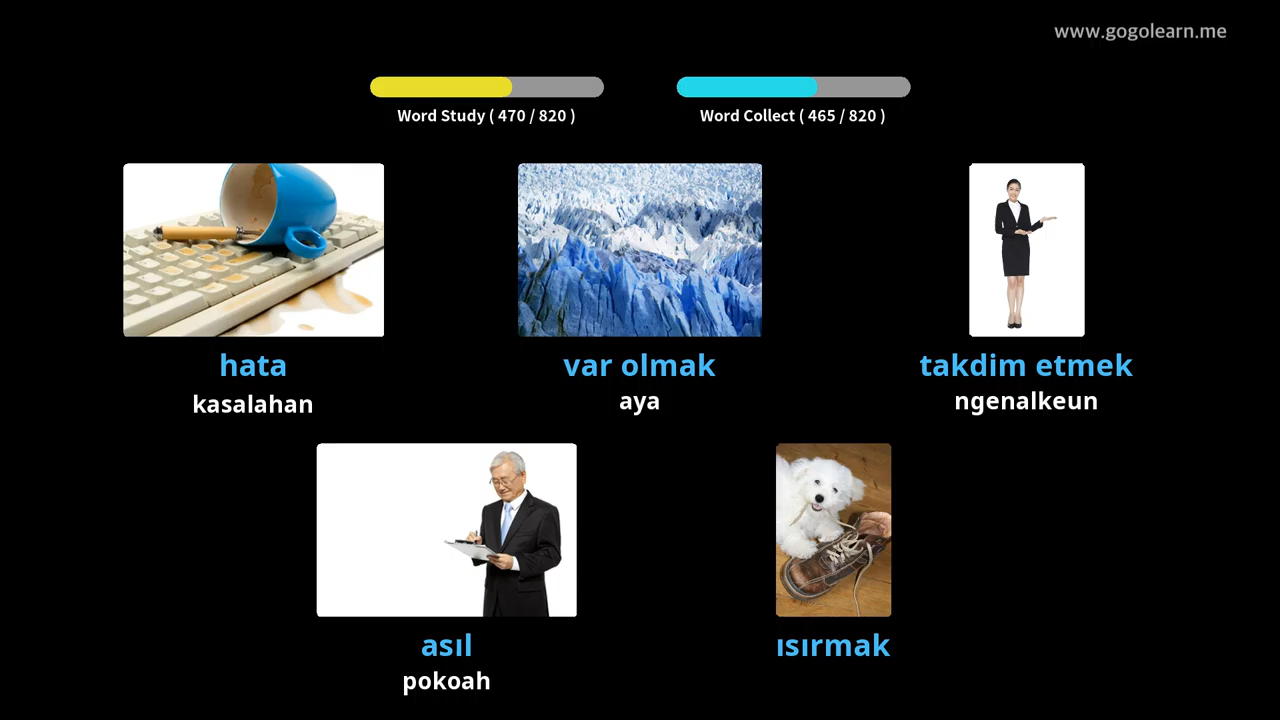 www.gogolearn.me
Word Study ( 470 / 820 )
Word Collect ( 465 / 820 )
hata
kasalahan
var olmak
aya
takdim etmek
ngenalkeun
asıl
pokoah
ısırmak